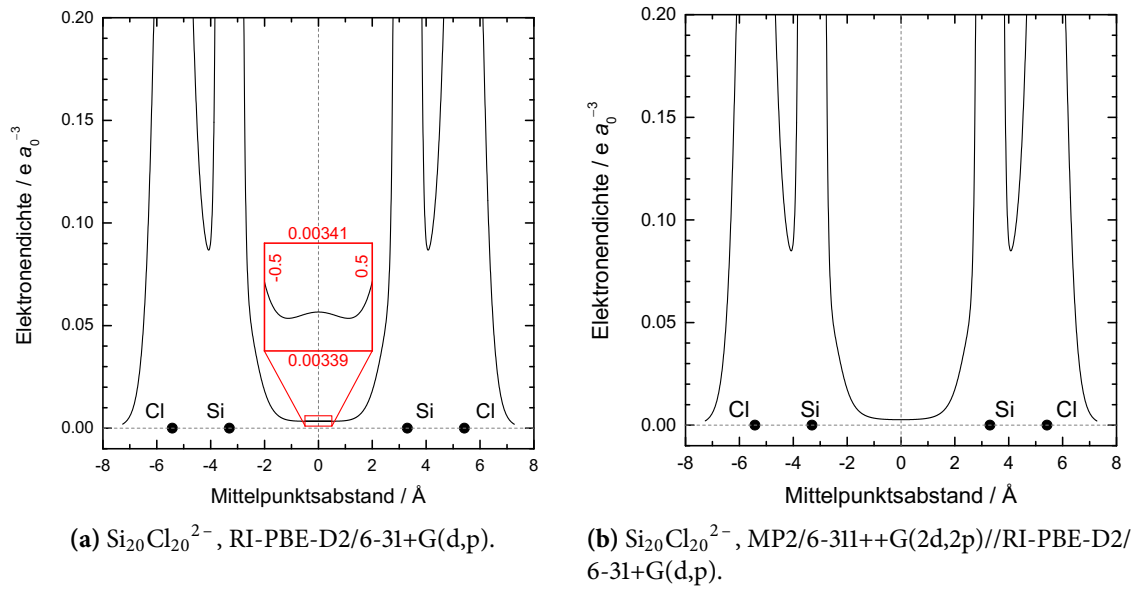 0.20
0.15
0.10
0.05
0.00
Elektronendichte / e a₀⁻³
0.00341
-0.5
0.5
0.00339
Cl
Si
Si
Cl
-8 -6 -4 -2 0 2 4 6 8
Mittelpunktsabstand / Å
(a) Si₂₀Cl₂₀²⁻, RI-PBE-D2/6-31+G(d,p).
0.20
0.15
0.10
0.05
0.00
Elektronendichte / e a₀⁻³
Cl
Si
Si
Cl
-8 -6 -4 -2 0 2 4 6 8
Mittelpunktsabstand / Å
(b) Si₂₀Cl₂₀²⁻, MP2/6-311++G(2d,2p)//RI-PBE-D2/
6-31+G(d,p).